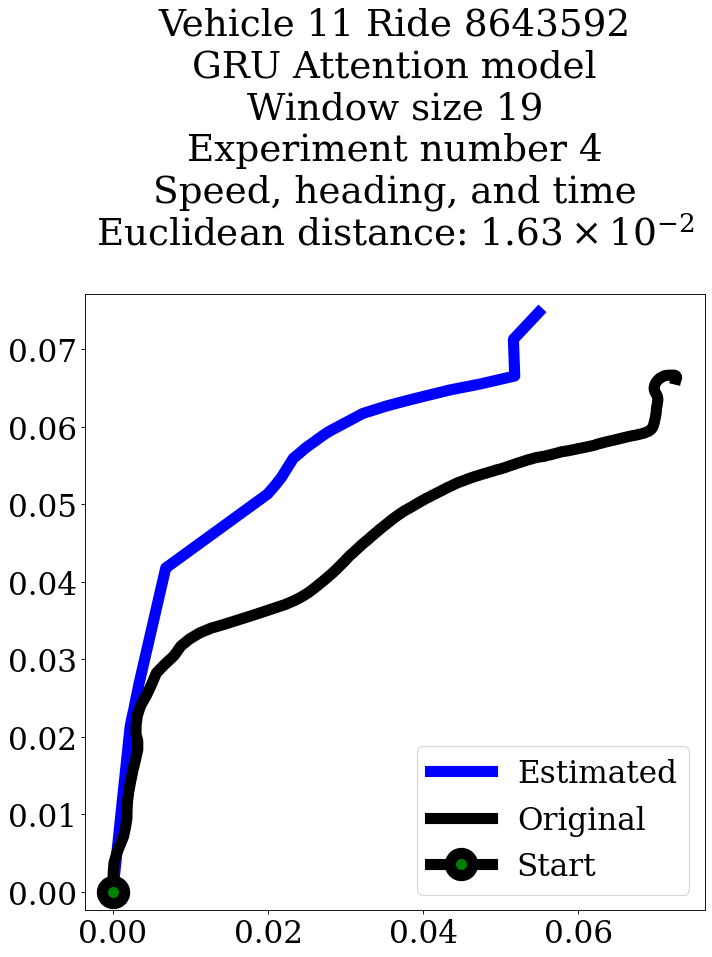 Vehicle 11 Ride 8643592
GRU Attention model
Window size 19
Experiment number 4
Speed, heading, and time
Euclidean distance: 1.63 × 10⁻²
0.07
0.06
0.05
0.04
0.03
0.02
0.01
0.00
Estimated
Original
Start
0.00 0.02 0.04 0.06